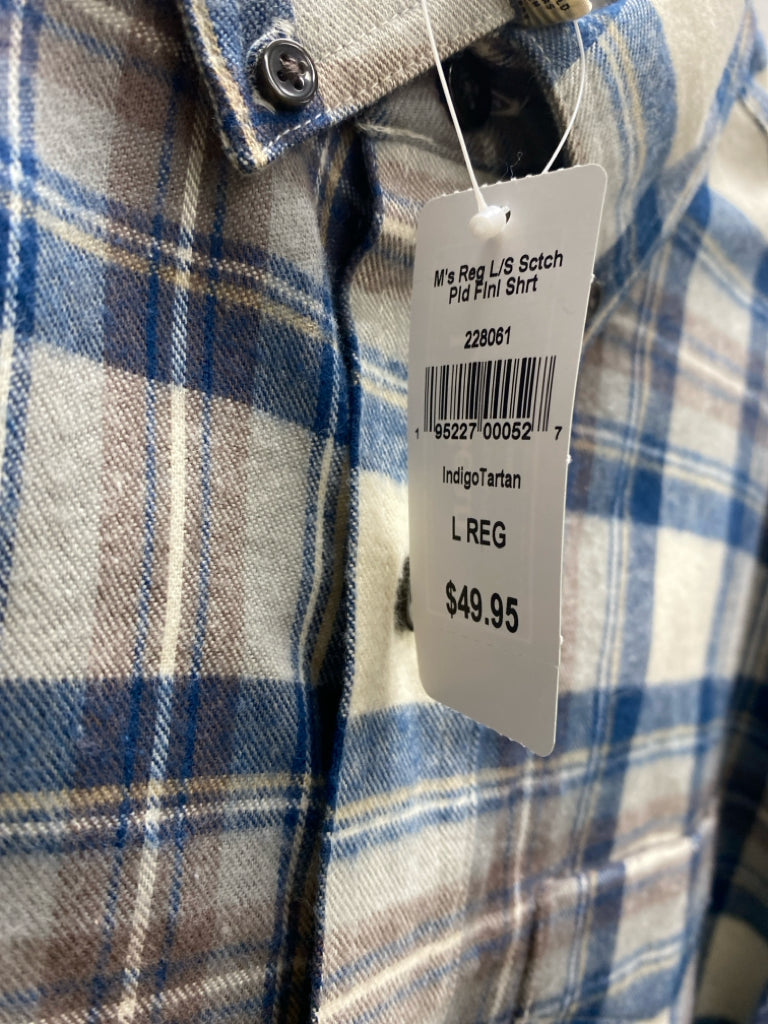 M's Reg L/S Sctch
Pld Flnl Shrt
228061
1 95227 00052 7
IndigoTartan
L REG
$49.95